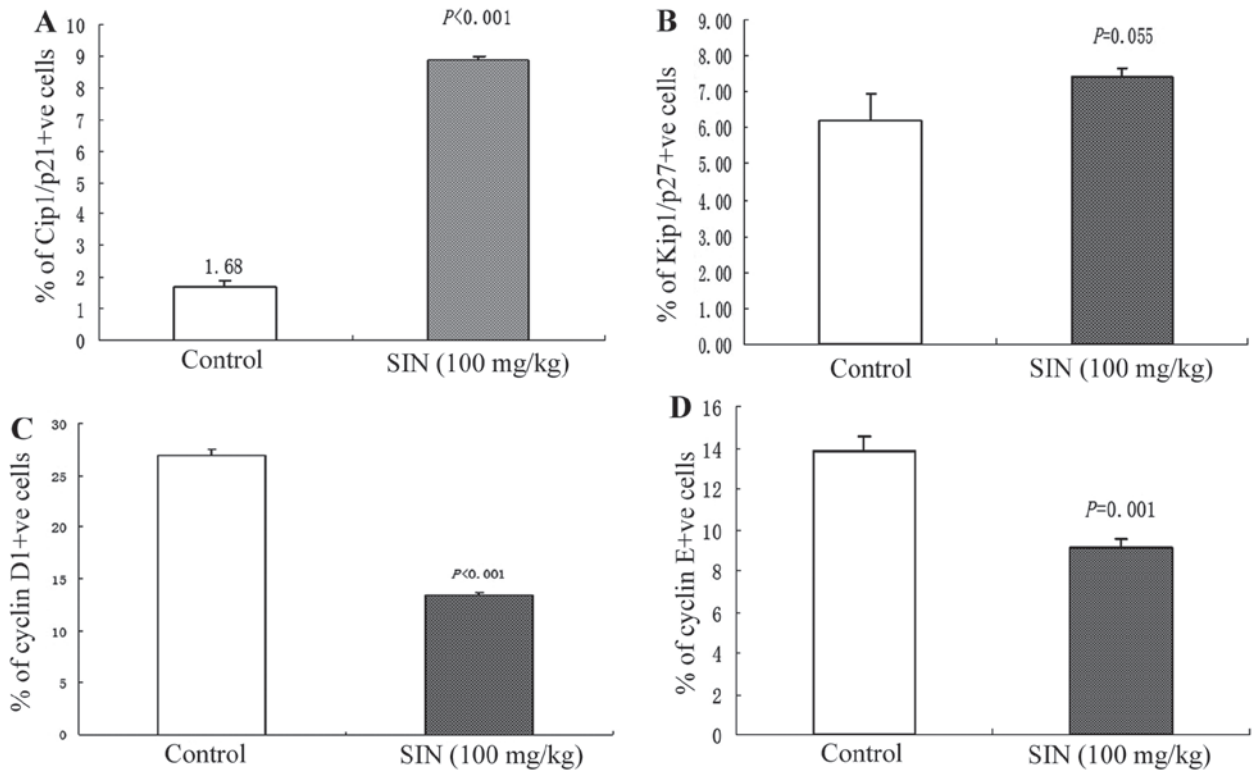 A
P<0.001
10
9
8
7
6
5
4
3
2
1
0
% of Cip1/p21+ve cells
1.68
Control
SIN (100 mg/kg)
B
P=0.055
9.00
8.00
7.00
6.00
5.00
4.00
3.00
2.00
1.00
0.00
% of Kip1/p27+ve cells
Control
SIN (100 mg/kg)
C
30
25
20
15
10
5
0
% of cyclin D1+ve cells
P<0.001
Control
SIN (100 mg/kg)
D
16
14
12
10
8
6
4
2
0
% of cyclin E+ve cells
P=0.001
Control
SIN (100 mg/kg)